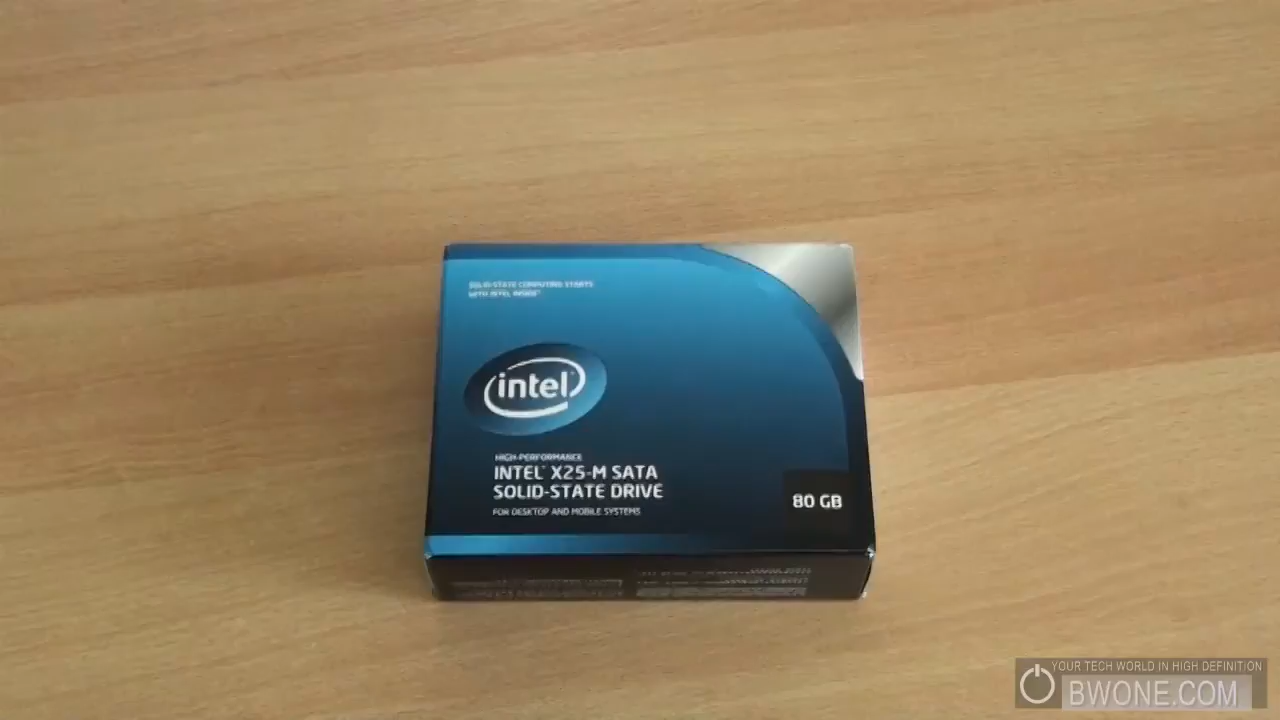 SOLID-STATE COMPUTING STARTS
WITH INTEL INSIDE™
intel
HIGH-PERFORMANCE
INTEL® X25-M SATA
SOLID-STATE DRIVE
FOR DESKTOP AND MOBILE SYSTEMS
80 GB
YOUR TECH WORLD IN HIGH DEFINITION
BWONE.COM